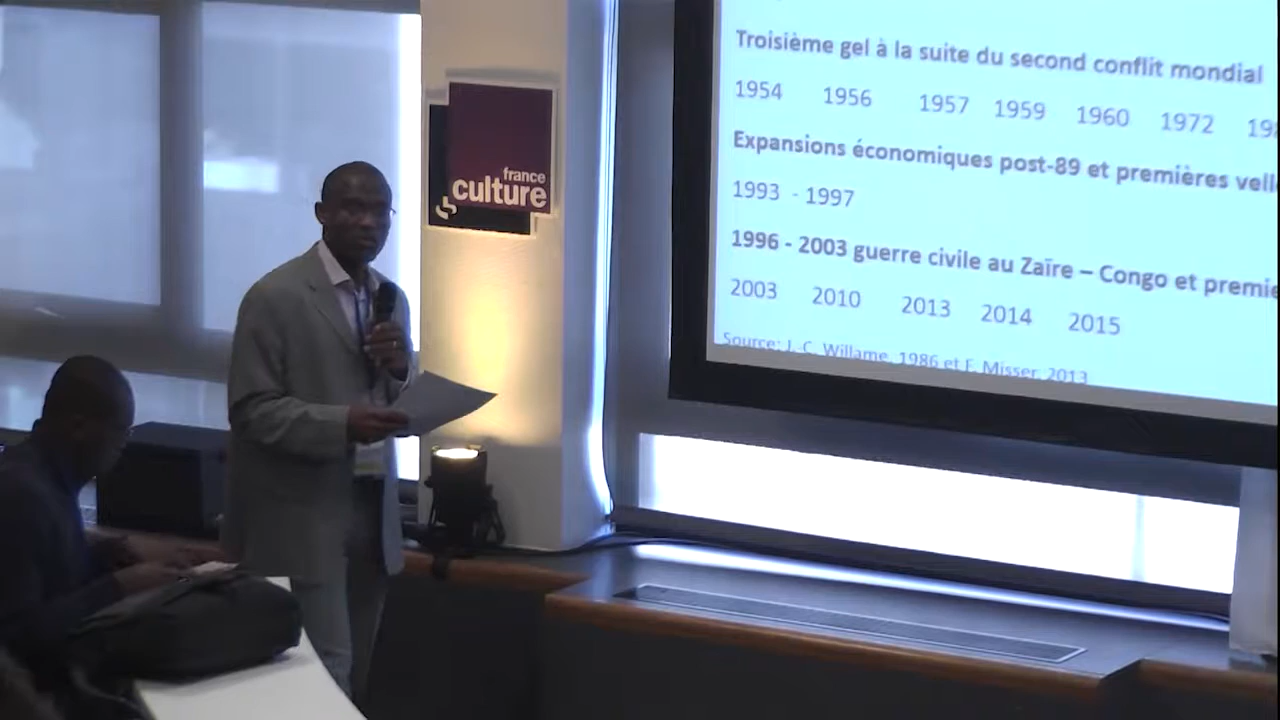 france
culture
Troisième gel à la suite du second conflit mondial
1954 1956 1957 1959 1960 1972
Expansions économiques post-89 et premières
1993 - 1997
1996 - 2003 guerre civile au Zaïre – Congo et
2003 2010 2013 2014 2015
Source: J.-C. Willame, 1986 et F. Misser, 2013